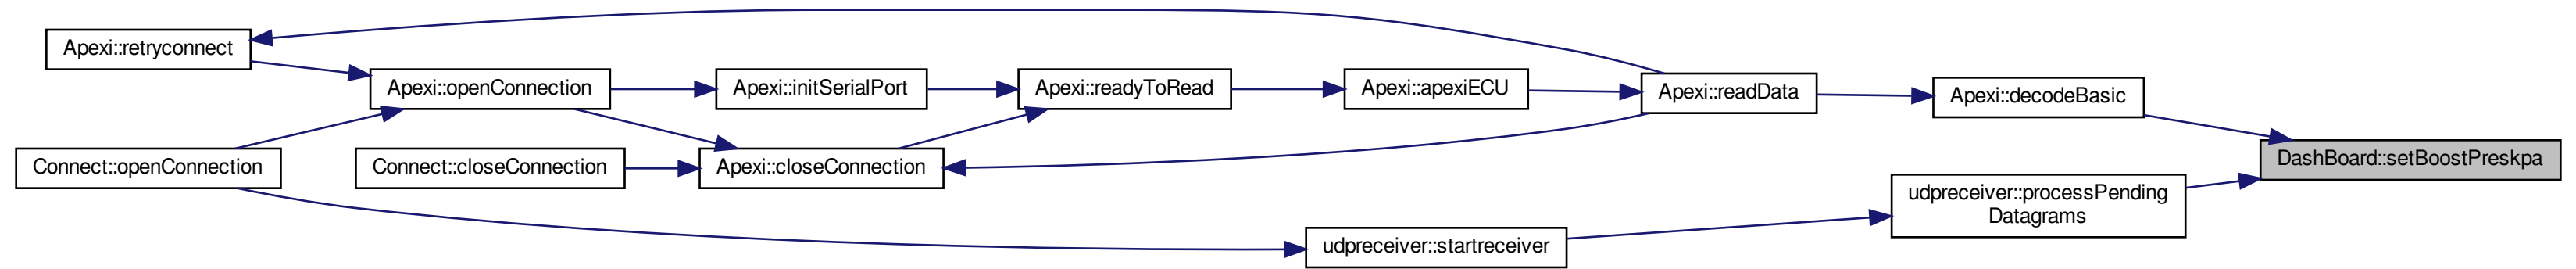 Apexi::retryconnect
Apexi::openConnection
Apexi::initSerialPort
Apexi::readyToRead
Apexi::apexiECU
Apexi::readData
Apexi::decodeBasic
Connect::openConnection
Connect::closeConnection
Apexi::closeConnection
DashBoard::setBoostPreskpa
udpreceiver::processPending
Datagrams
udpreceiver::startreceiver